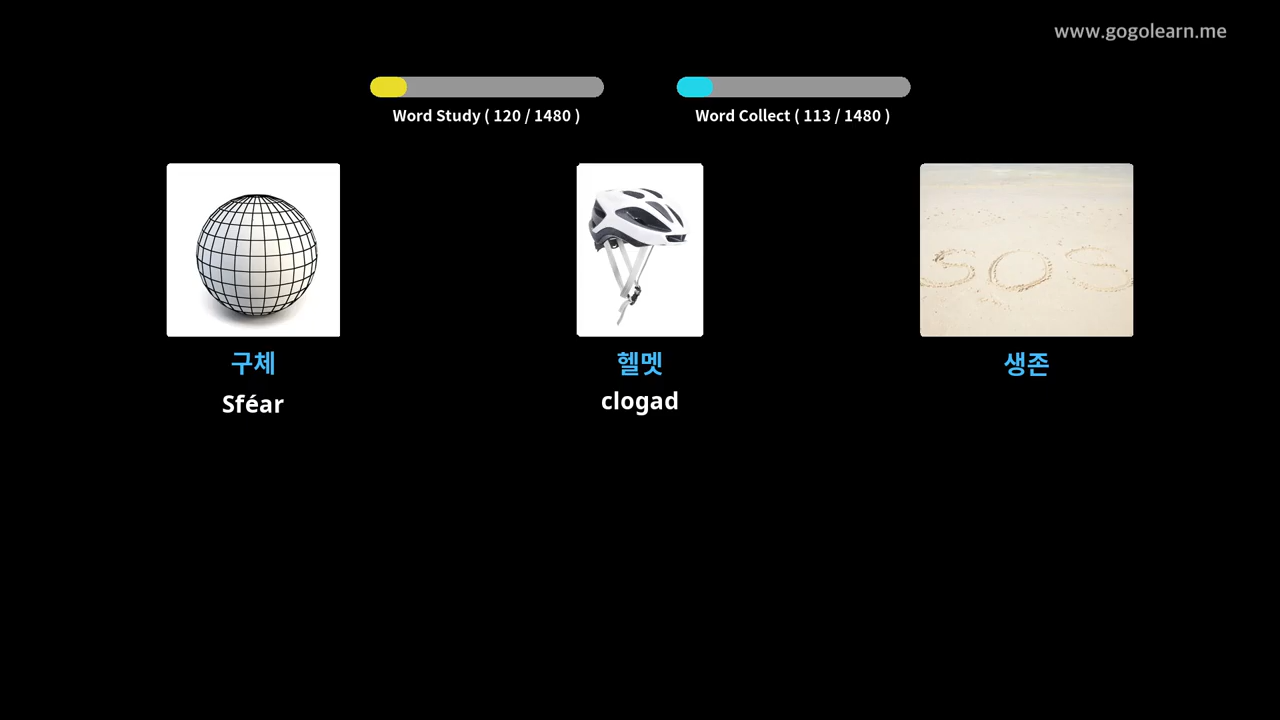 www.gogolearn.me
Word Study ( 120 / 1480 )
Word Collect ( 113 / 1480 )
SOS
구체
헬멧
생존
Sféar
clogad